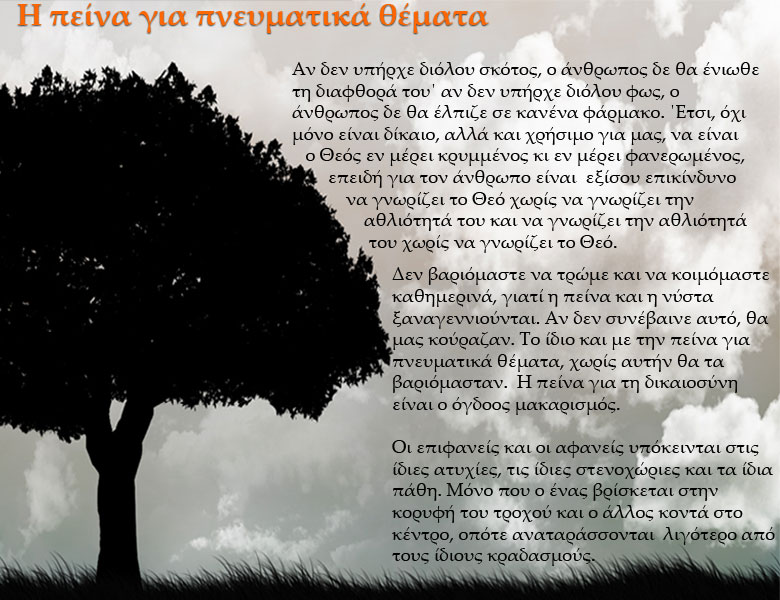 Η πείνα για πνευματικά θέματα
Αν δεν υπήρχε διόλου σκότος, ο άνθρωπος δε θα ένιωθε
τη διαφθορά του˙ αν δεν υπήρχε διόλου φως, ο
άνθρωπος δε θα έλπιζε σε κανένα φάρμακο. Έτσι, όχι
μόνο είναι δίκαιο, αλλά και χρήσιμο για μας, να είναι
ο Θεός εν μέρει κρυμμένος κι εν μέρει φανερωμένος,
επειδή για τον άνθρωπο είναι εξίσου επικίνδυνο
να γνωρίζει το Θεό χωρίς να γνωρίζει την
αθλιότητά του και να γνωρίζει την αθλιότητά
του χωρίς να γνωρίζει το Θεό.
Δεν βαριόμαστε να τρώμε και να κοιμόμαστε
καθημερινά, γιατί η πείνα και η νύστα
ξαναγεννιούνται. Αν δεν συνέβαινε αυτό, θα
μας κούραζαν. Το ίδιο και με την πείνα για
πνευματικά θέματα, χωρίς αυτήν θα τα
βαριόμασταν. Η πείνα για τη δικαιοσύνη
είναι ο όγδοος μακαρισμός.
Οι επιφανείς και οι αφανείς υπόκεινται στις
ίδιες ατυχίες, τις ίδιες στενοχώριες και τα ίδια
πάθη. Μόνο που ο ένας βρίσκεται στην
κορυφή του τροχού και ο άλλος κοντά στο
κέντρο, οπότε αναταράσσονται λιγότερο από
τους ίδιους κραδασμούς.